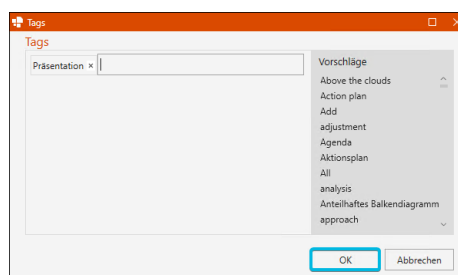 Tags
Tags
Präsentation ×
Vorschläge
Above the clouds
Action plan
Add
adjustment
Agenda
Aktionsplan
All
analysis
Anteilhaftes Balkendiagramm
approach
OK
Abbrechen